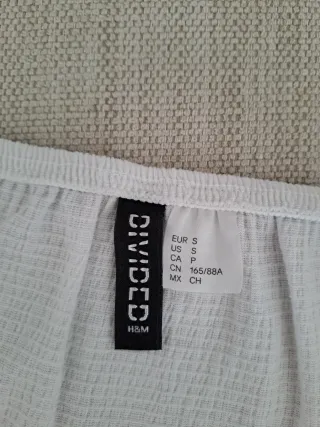 DIVIDED
H&M
EUR S
US S
CA P
CN 165/88A
MX CH